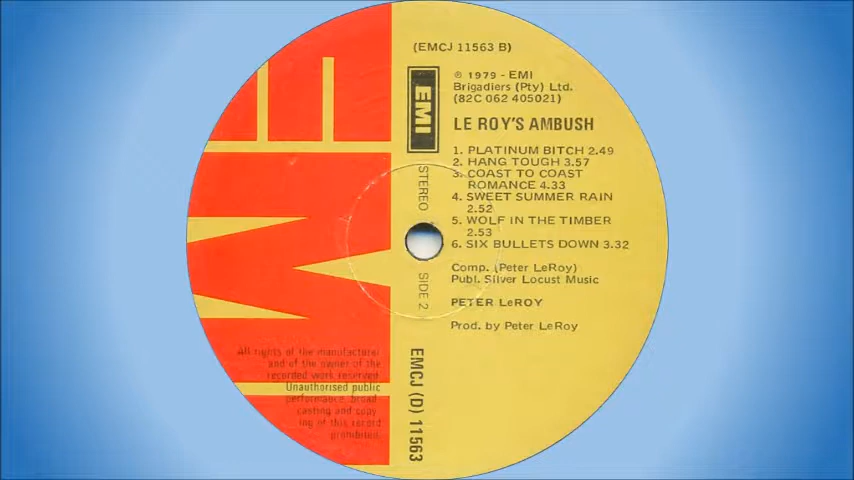 (EMCJ 11563 B)
EMI
℗ 1979 - EMI
Brigadiers (Pty) Ltd.
(82C 062 405021)
LE ROY'S AMBUSH
1. PLATINUM BITCH 2.49
2. HANG TOUGH 3.57
3. COAST TO COAST
ROMANCE 4.33
4. SWEET SUMMER RAIN
2.52
5. WOLF IN THE TIMBER
2.53
6. SIX BULLETS DOWN 3.32
Comp. (Peter LeRoy)
Publ. Silver Locust Music
PETER LeROY
Prod. by Peter LeRoy
STEREO
SIDE 2
EMCJ (D) 11563
EMI
All rights of the manufacturer
and of the owner of the
recorded work reserved.
Unauthorised public
performance, broad-
casting and copy-
ing of this record
prohibited.